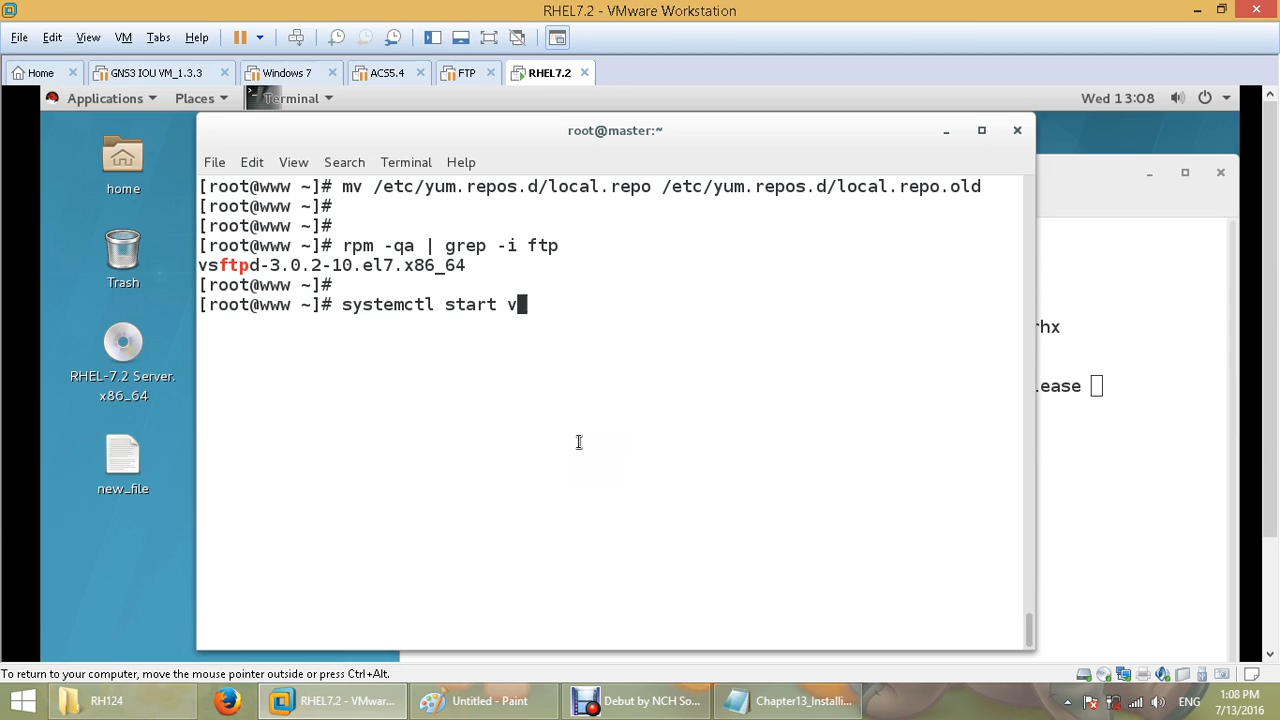 RHEL7.2 - VMware Workstation
File Edit View VM Tabs Help
Home GNS3 IOU VM_1.3.3 Windows 7 ACS5.4 FTP RHEL7.2
Applications Places Terminal Wed 13:08
root@master:~
File Edit View Search Terminal Help
[root@www ~]# mv /etc/yum.repos.d/local.repo /etc/yum.repos.d/local.repo.old
[root@www ~]#
[root@www ~]#
[root@www ~]# rpm -qa | grep -i ftp
vsftpd-3.0.2-10.el7.x86_64
[root@www ~]#
[root@www ~]# systemctl start v
home
Trash
RHEL-7.2 Server.
x86_64
new_file
rhx
lease
To return to your computer, move the mouse pointer outside or press Ctrl+Alt.
RH124 RHEL7.2 - VMwar... Untitled - Paint Debut by NCH So... Chapter13_Installi... ENG 1:08 PM
7/13/2016